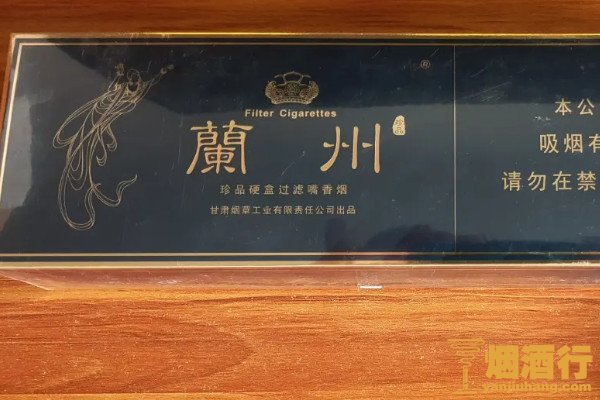 ®
Filter Cigarettes
蘭州
珍品
珍品硬盒过滤嘴香烟
甘肃烟草工业有限责任公司出品
本公
吸烟有
请勿在禁
烟酒行
yanjiuhang.com